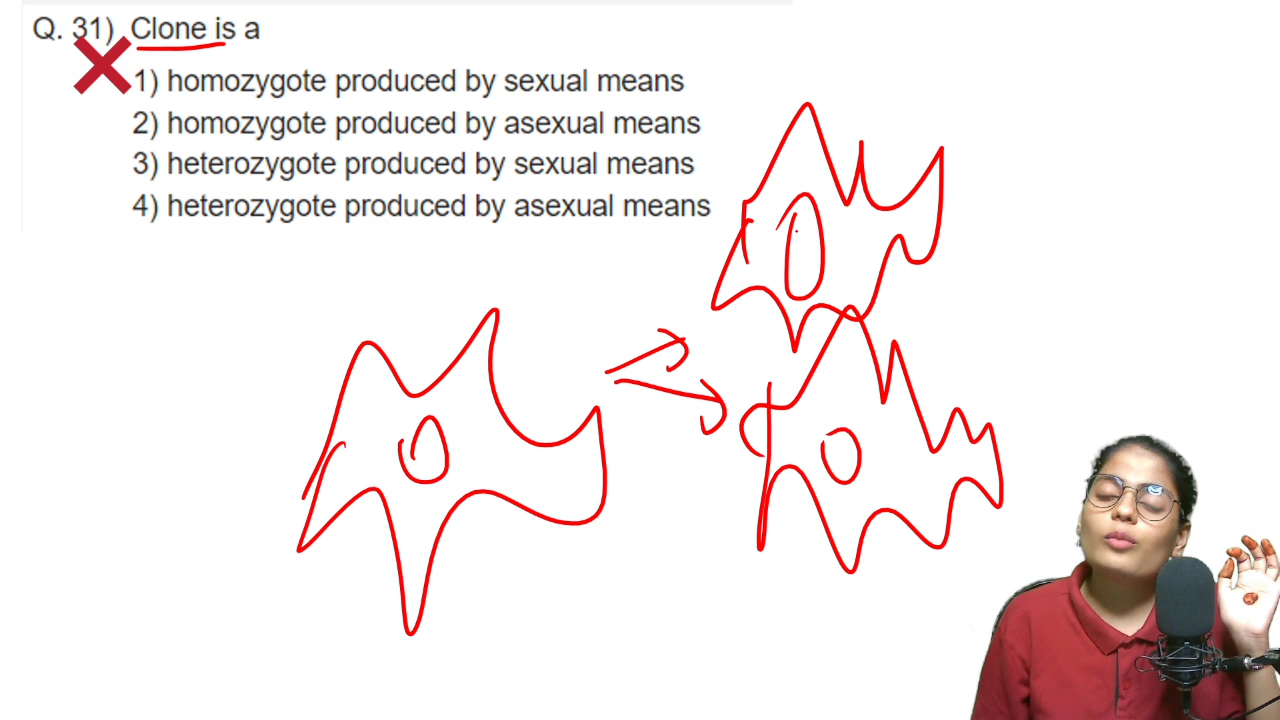 Q. 31) Clone is a
1) homozygote produced by sexual means
2) homozygote produced by asexual means
3) heterozygote produced by sexual means
4) heterozygote produced by asexual means